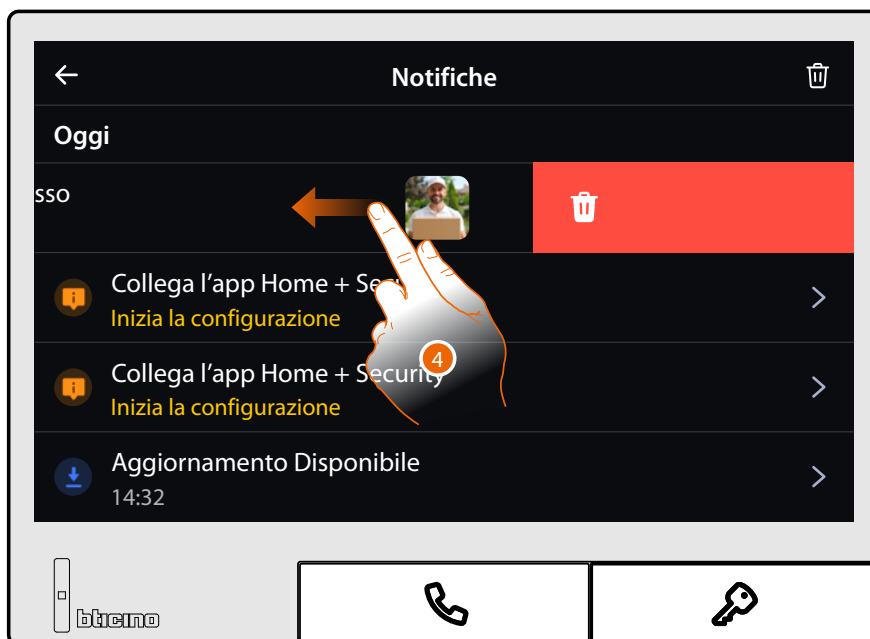 Notifiche
Oggi
sso
Collega l’app Home + Security
Inizia la configurazione
4
Collega l’app Home + Security
Inizia la configurazione
Aggiornamento Disponibile
14:32
bticino